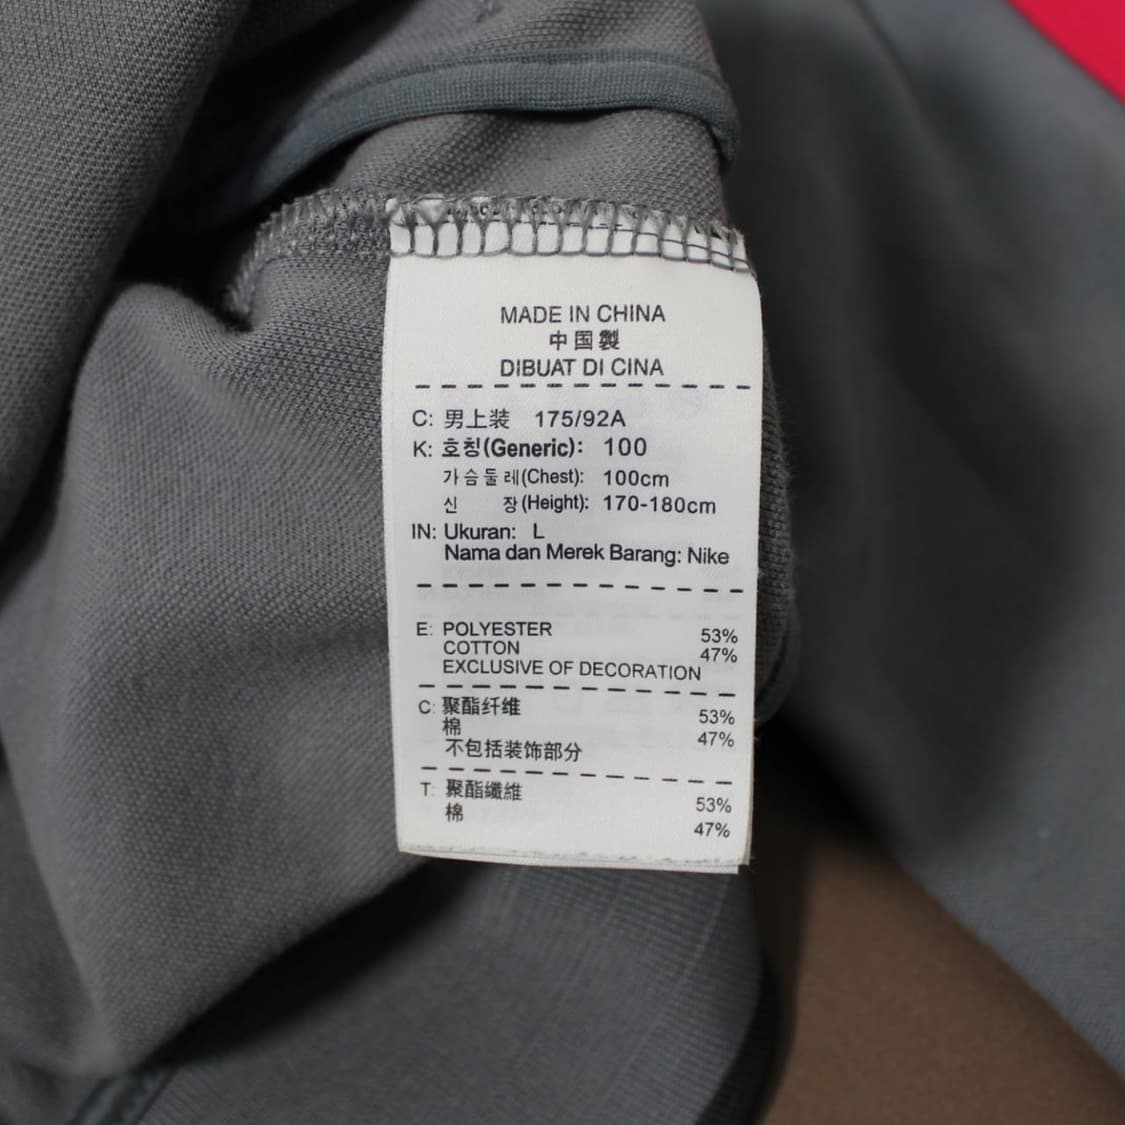 MADE IN CHINA
中国製
DIBUAT DI CINA
C: 男上装 175/92A
K: 호칭(Generic): 100
가슴둘레(Chest): 100cm
신 장(Height): 170-180cm
IN: Ukuran: L
Nama dan Merek Barang: Nike
E: POLYESTER 53%
COTTON 47%
EXCLUSIVE OF DECORATION
C: 聚酯纤维 53%
棉 47%
不包括装饰部分
T: 聚酯纖維 53%
棉 47%